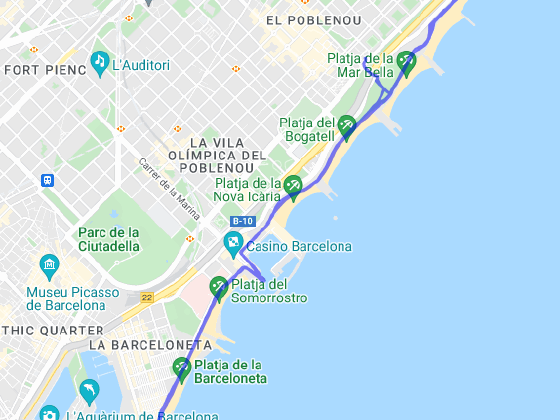 EL POBLENOU
Platja de la
Mar Bella
L'Auditori
FORT PIENC
Platja del
Bogatell
LA VILA
OLÍMPICA DEL
POBLENOU
Carrer de la Marina
Platja de la
Nova Icària
B-10
Parc de la
Ciutadella
Casino Barcelona
Museu Picasso
de Barcelona
22
Platja del
Somorrostro
THIC QUARTER
LA BARCELONETA
Platja de la
Barceloneta
L'Aquàrium de Barcelona